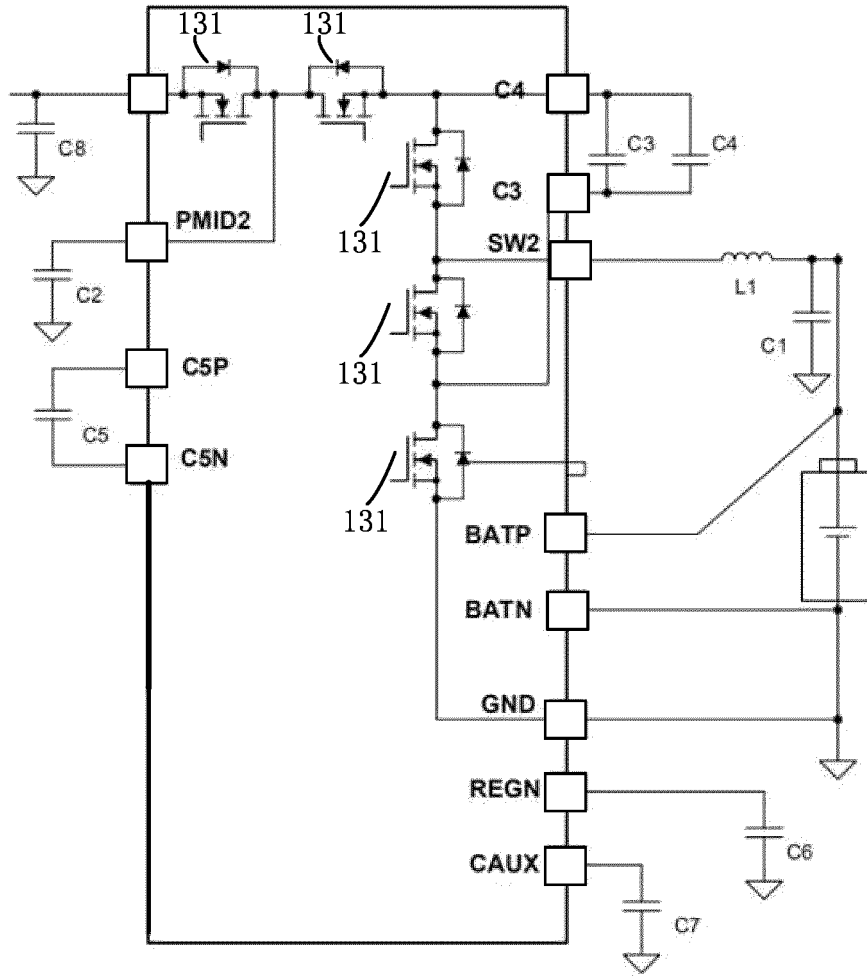 131 131
C4
C8 C3 C4
C3
PMID2 131 SW2
C2 L1
C1
C5P 131
C5
C5N
131
BATP
BATN
GND
REGN
C6
CAUX
C7